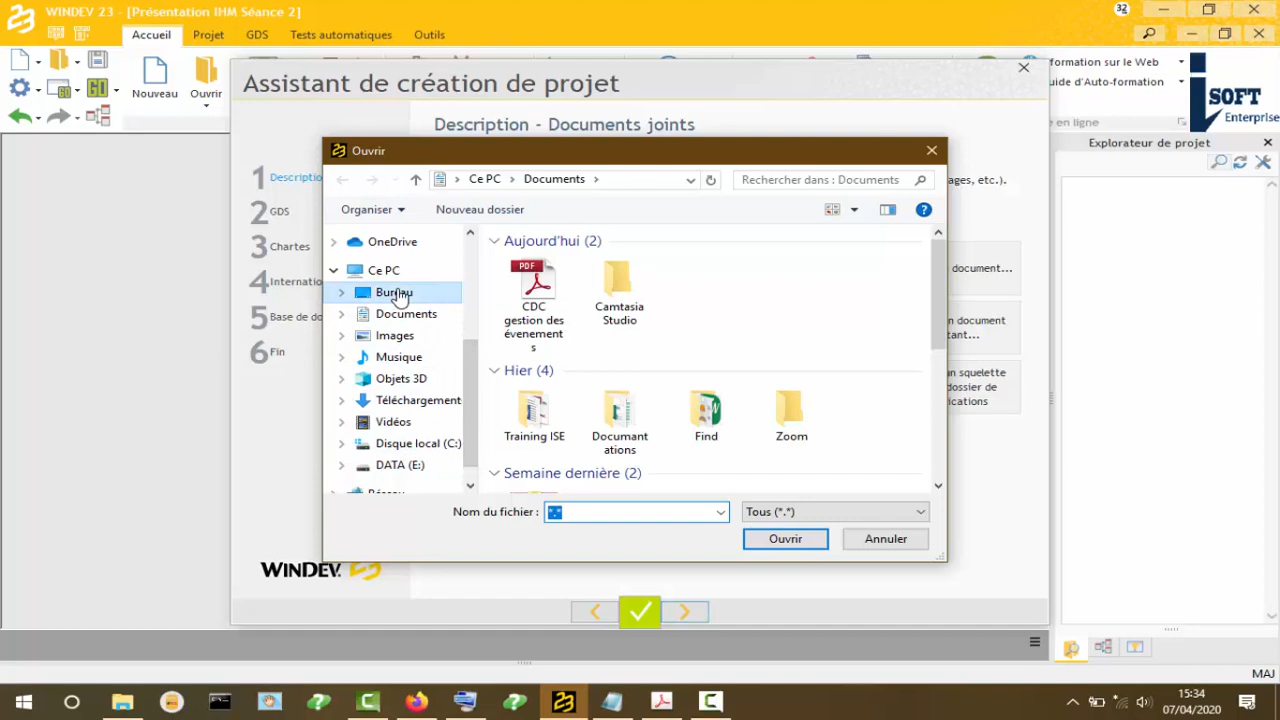 WINDEV 23 - [Présentation IHM Séance 2]
32
Accueil
Projet
GDS
Tests automatiques
Outils
Nouveau
Ouvrir
formation sur le Web
uide d'Auto-formation
e en ligne
SOFT
Enterprise
Assistant de création de projet
Description - Documents joints
Explorateur de projet
1 Descriptio
2 GDS
3 Chartes
4 Internatio
5 Base de do
6 Fin
ages, etc.).
document...
n document
tant...
n squelette
dossier de
ications
23 Ouvrir
Ce PC > Documents >
Rechercher dans : Documents
Organiser
Nouveau dossier
OneDrive
Ce PC
Bureau
Documents
Images
Musique
Objets 3D
Téléchargement
Vidéos
Disque local (C:)
DATA (E:)
Réseau
Aujourd'hui (2)
PDF
CDC
gestion des
évenement
s
Camtasia
Studio
Hier (4)
Training ISE
Documant
ations
Find
Zoom
Semaine dernière (2)
Nom du fichier :
*.*
Tous (*.*)
Ouvrir
Annuler
WINDEV 23
MAJ
15:34
07/04/2020